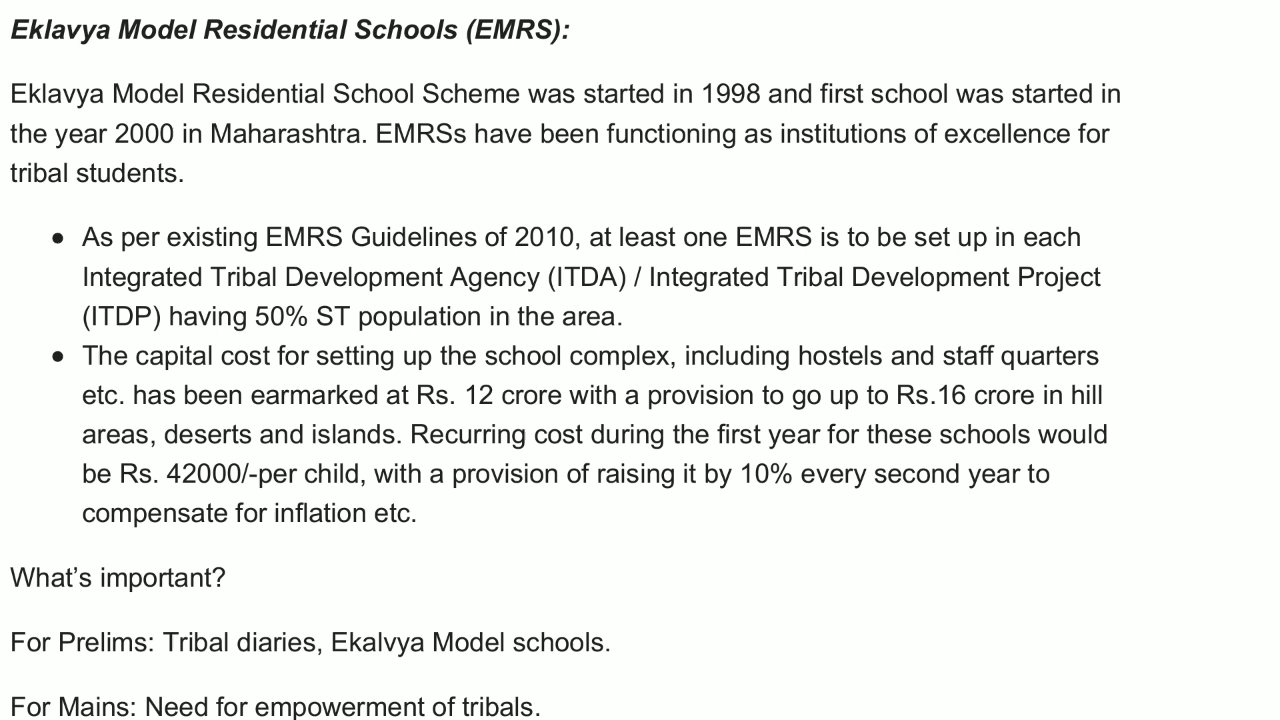 Eklavya Model Residential Schools (EMRS):
Eklavya Model Residential School Scheme was started in 1998 and first school was started in
the year 2000 in Maharashtra. EMRSs have been functioning as institutions of excellence for
tribal students.
● As per existing EMRS Guidelines of 2010, at least one EMRS is to be set up in each
Integrated Tribal Development Agency (ITDA) / Integrated Tribal Development Project
(ITDP) having 50% ST population in the area.
● The capital cost for setting up the school complex, including hostels and staff quarters
etc. has been earmarked at Rs. 12 crore with a provision to go up to Rs.16 crore in hill
areas, deserts and islands. Recurring cost during the first year for these schools would
be Rs. 42000/-per child, with a provision of raising it by 10% every second year to
compensate for inflation etc.
What’s important?
For Prelims: Tribal diaries, Ekalvya Model schools.
For Mains: Need for empowerment of tribals.